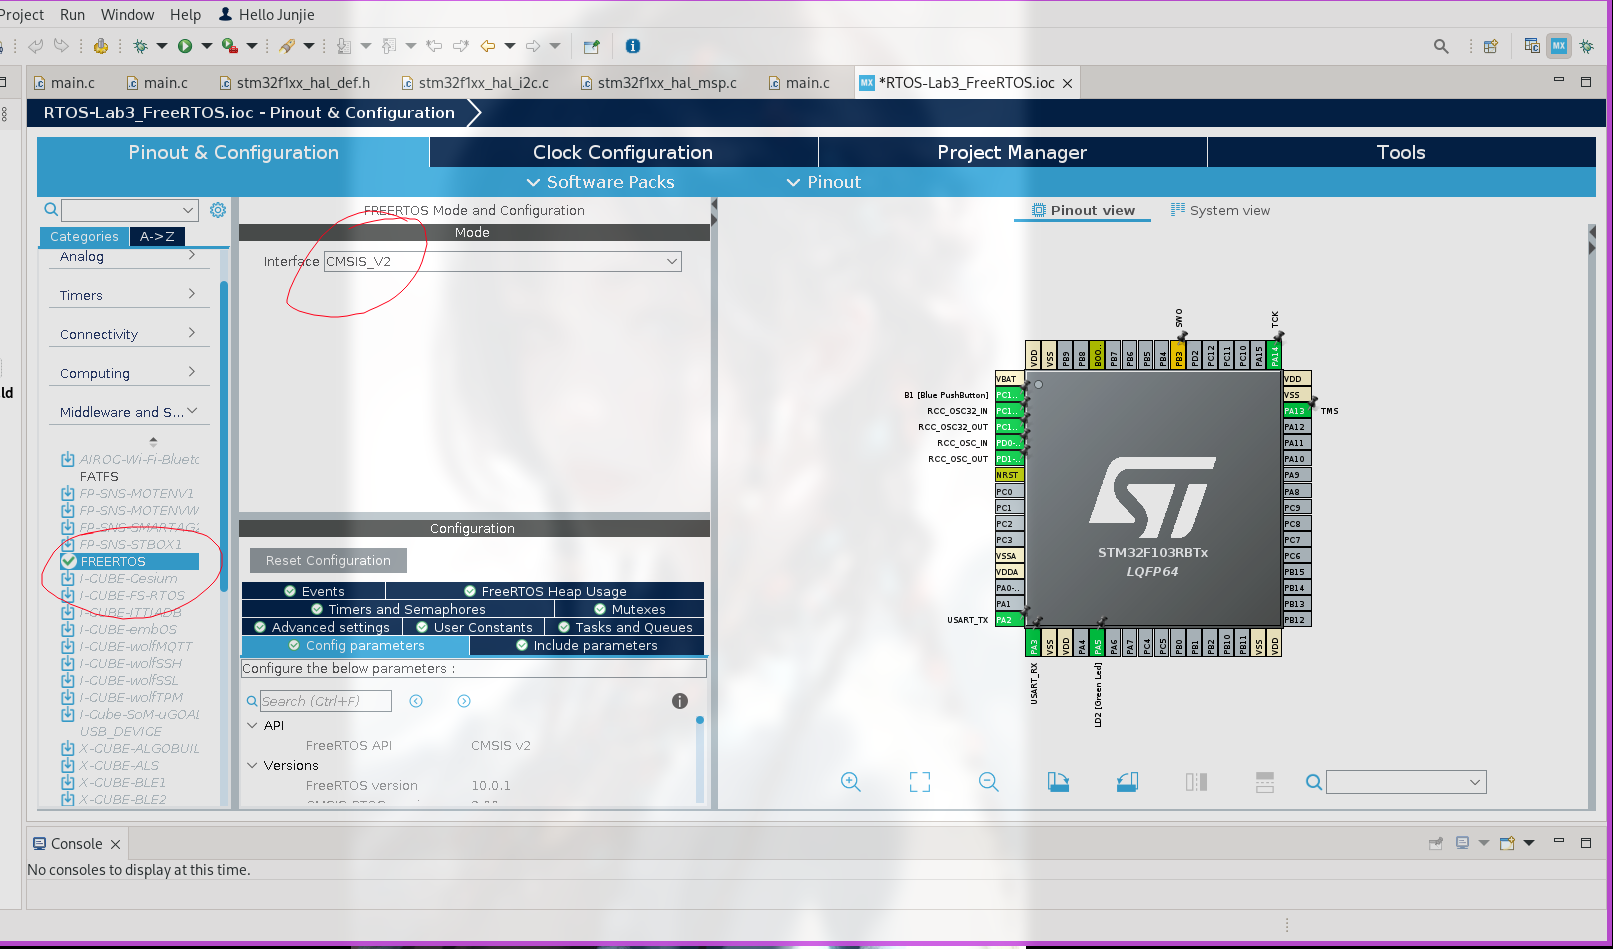 Project Run Window Help Hello Junjie
MX
main.c main.c stm32f1xx_hal_def.h stm32f1xx_hal_i2c.c stm32f1xx_hal_msp.c main.c MX *RTOS-Lab3_FreeRTOS.ioc
RTOS-Lab3_FreeRTOS.ioc - Pinout & Configuration
Pinout & Configuration Clock Configuration Project Manager Tools
Software Packs Pinout
FREERTOS Mode and Configuration
Pinout view System view
Categories A->Z
Mode
Interface CMSIS_V2
Analog
Timers
Connectivity
Computing
Middleware and S...
ld
AIROC-Wi-Fi-Bluetc
FATFS
FP-SNS-MOTENV1
FP-SNS-MOTENVW
FP-SNS-SMARTAG2
FP-SNS-STBOX1
FREERTOS
I-CUBE-Cesium
I-CUBE-FS-RTOS
I-CUBE-ITTIADB
I-CUBE-embOS
I-CUBE-wolfMQTT
I-CUBE-wolfSSH
I-CUBE-wolfSSL
I-CUBE-wolfTPM
I-Cube-SoM-uGOAL
USB_DEVICE
X-CUBE-ALGOBUIL
X-CUBE-ALS
X-CUBE-BLE1
X-CUBE-BLE2
Configuration
Reset Configuration
Events FreeRTOS Heap Usage
Timers and Semaphores Mutexes
Advanced settings User Constants Tasks and Queues
Config parameters Include parameters
Configure the below parameters :
Search (Ctrl+F)
API
FreeRTOS API CMSIS v2
Versions
FreeRTOS version 10.0.1
SWO TCK
VDD VSS PB9 PB8 BOO.. PB7 PB6 PB5 PB4 PB3 PD2 PC12 PC11 PC10 PA15 PA14
VBAT
B1 [Blue PushButton] PC1..
RCC_OSC32_IN PC1..
RCC_OSC32_OUT PC1..
RCC_OSC_IN PD0-..
RCC_OSC_OUT PD1-..
NRST
PC0
PC1
PC2
PC3
VSSA
VDDA
PA0-..
PA1
USART_TX PA2
STM32F103RBTx
LQFP64
VDD
VSS
PA13 TMS
PA12
PA11
PA10
PA9
PA8
PC9
PC8
PC7
PC6
PB15
PB14
PB13
PB12
PA3 VSS VDD PA4 PA5 PA6 PA7 PC4 PC5 PB0 PB1 PB2 PB10 PB11 VSS VDD
USART_RX LD2 [Green Led]
Console
No consoles to display at this time.